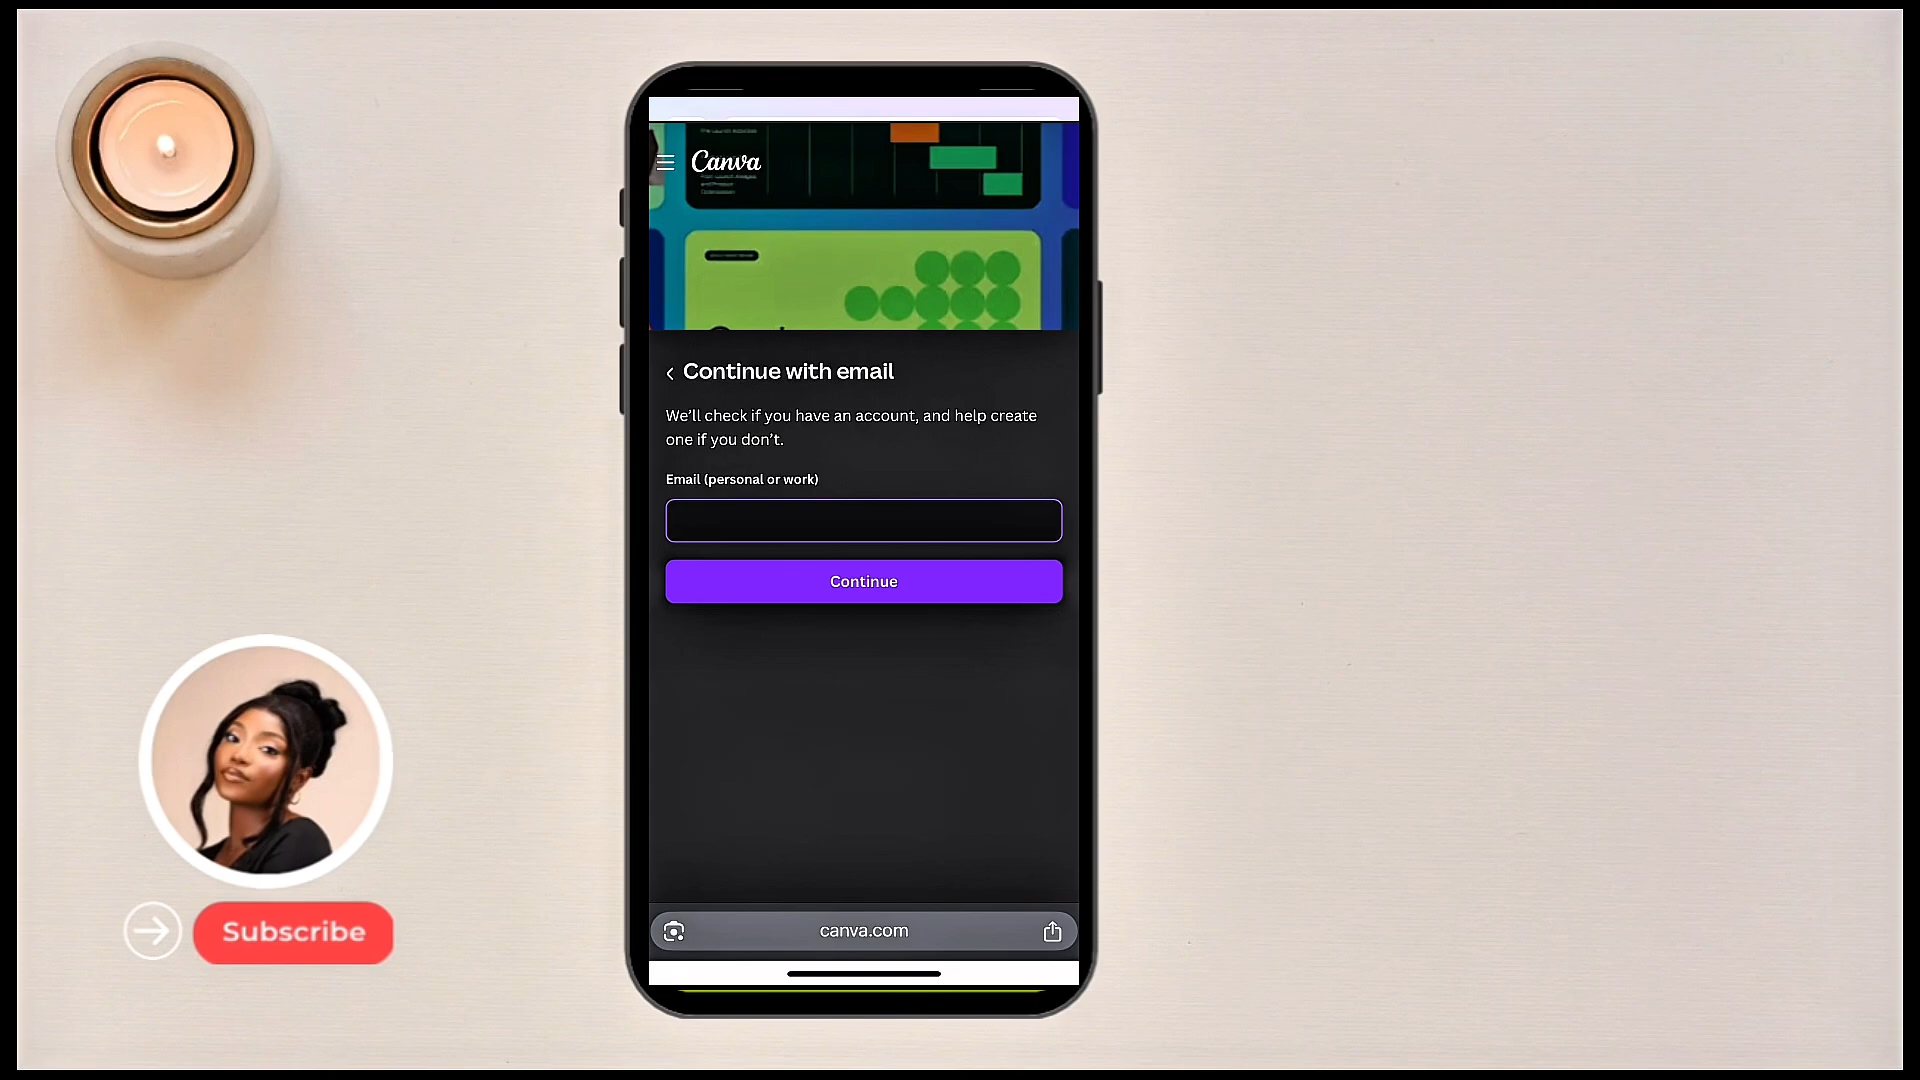 Canva
Continue with email
We'll check if you have an account, and help create
one if you don't.
Email (personal or work)
Continue
canva.com
Subscribe